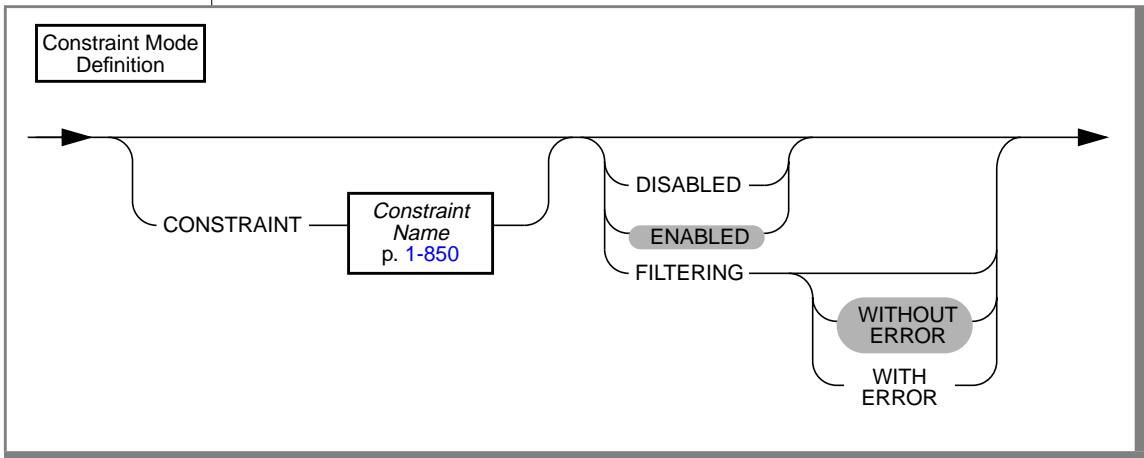 Constraint Mode
Definition
DISABLED
CONSTRAINT
Constraint
Name
p. 1-850
ENABLED
FILTERING
WITHOUT
ERROR
WITH
ERROR